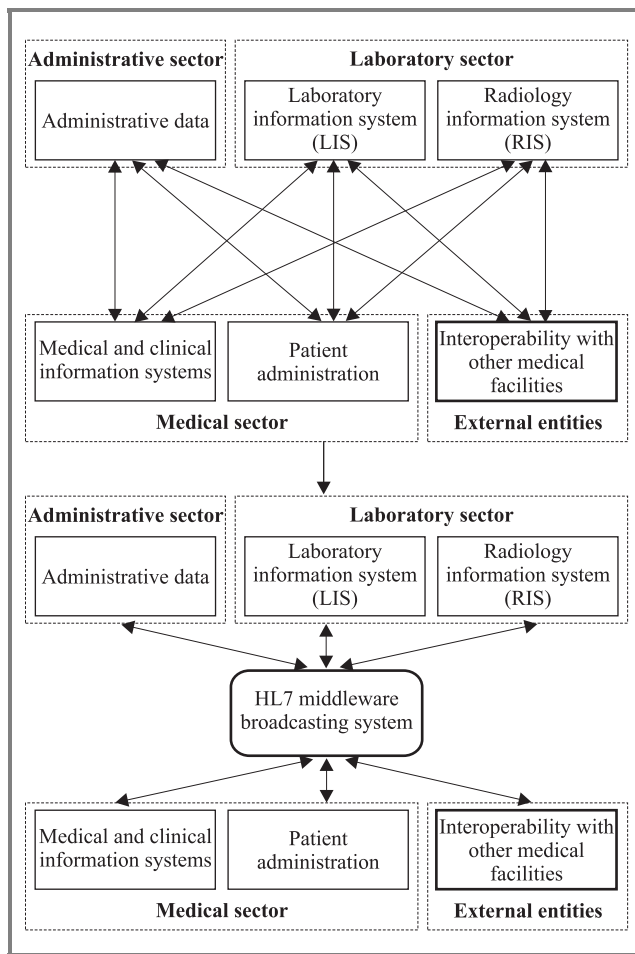 Administrative sector
Laboratory sector
Administrative data
Laboratory
information system
(LIS)
Radiology
information system
(RIS)
Medical and clinical
information systems
Patient
administration
Interoperability with
other medical
facilities
Medical sector
External entities
Administrative sector
Laboratory sector
Administrative data
Laboratory
information system
(LIS)
Radiology
information system
(RIS)
HL7 middleware
broadcasting system
Medical and clinical
information systems
Patient
administration
Interoperability with
other medical
facilities
Medical sector
External entities